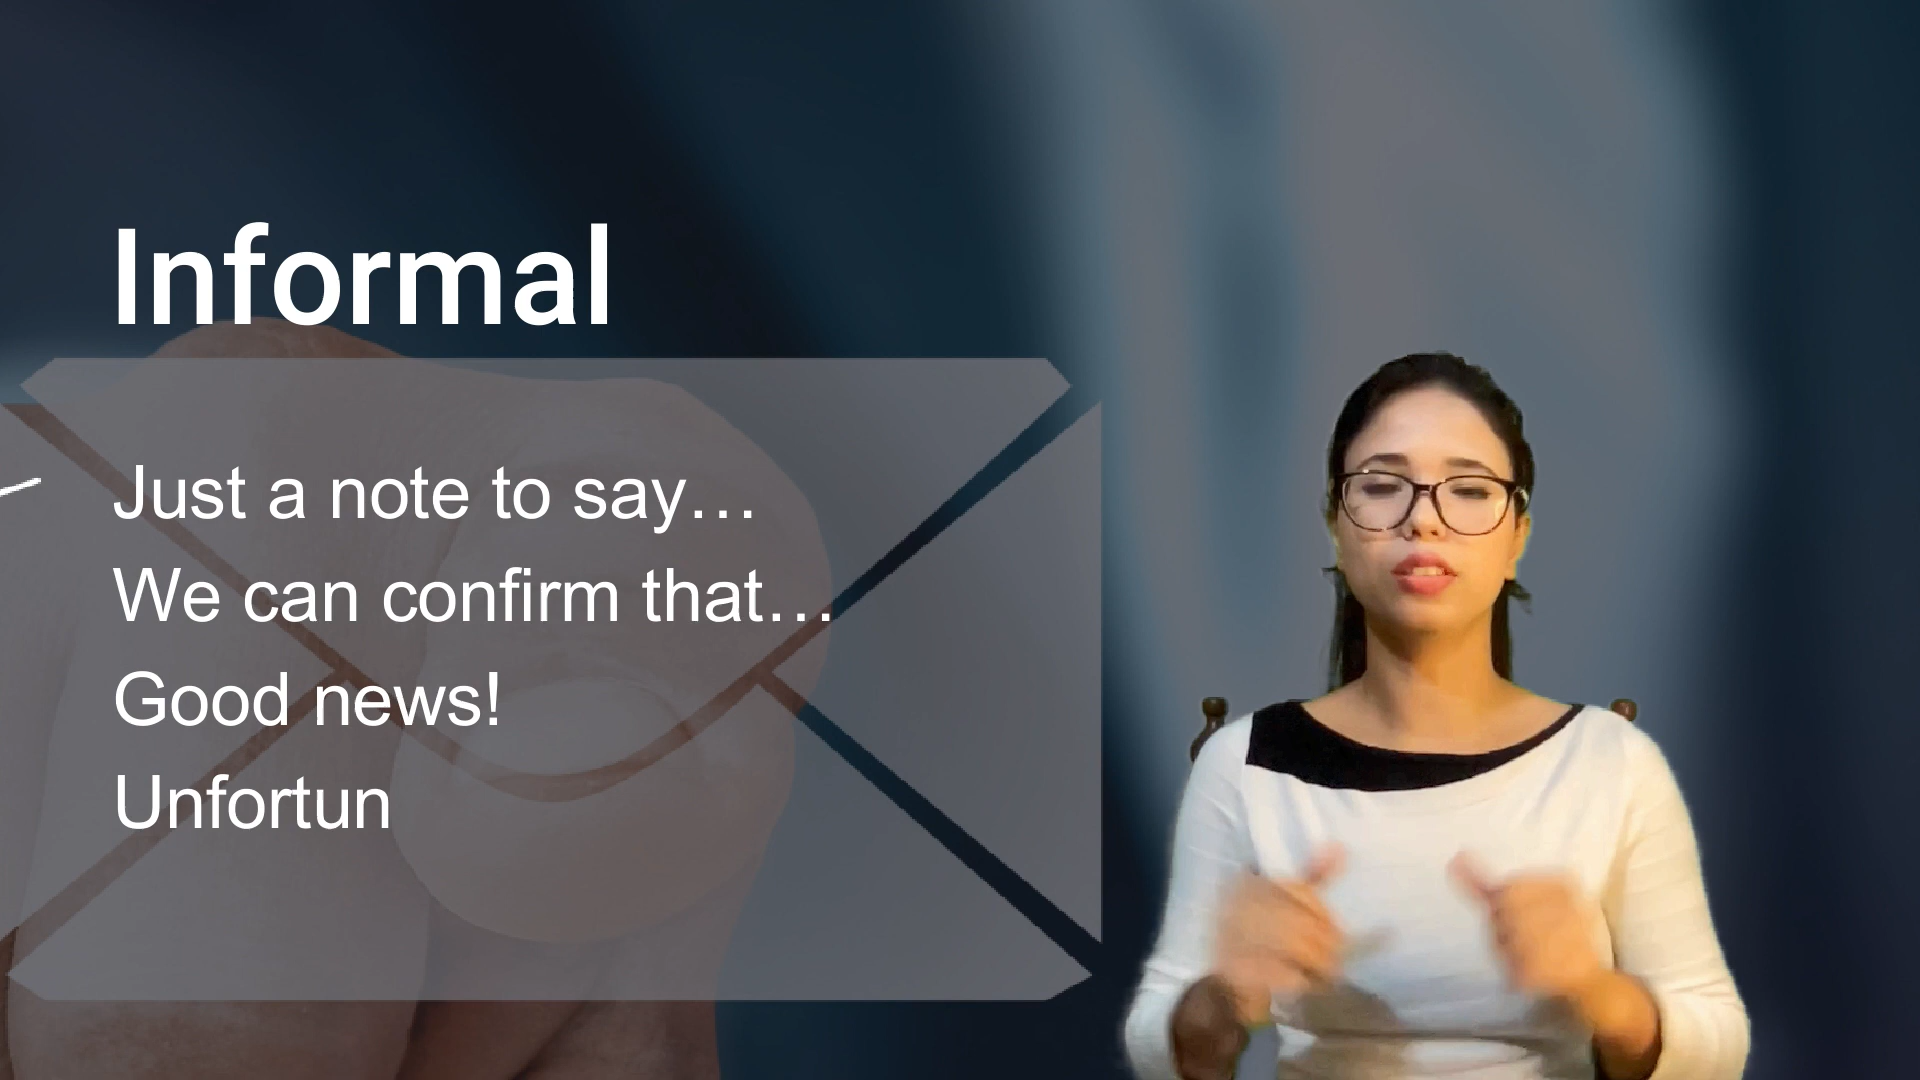 Informal
Just a note to say…
We can confirm that…
Good news!
Unfortun